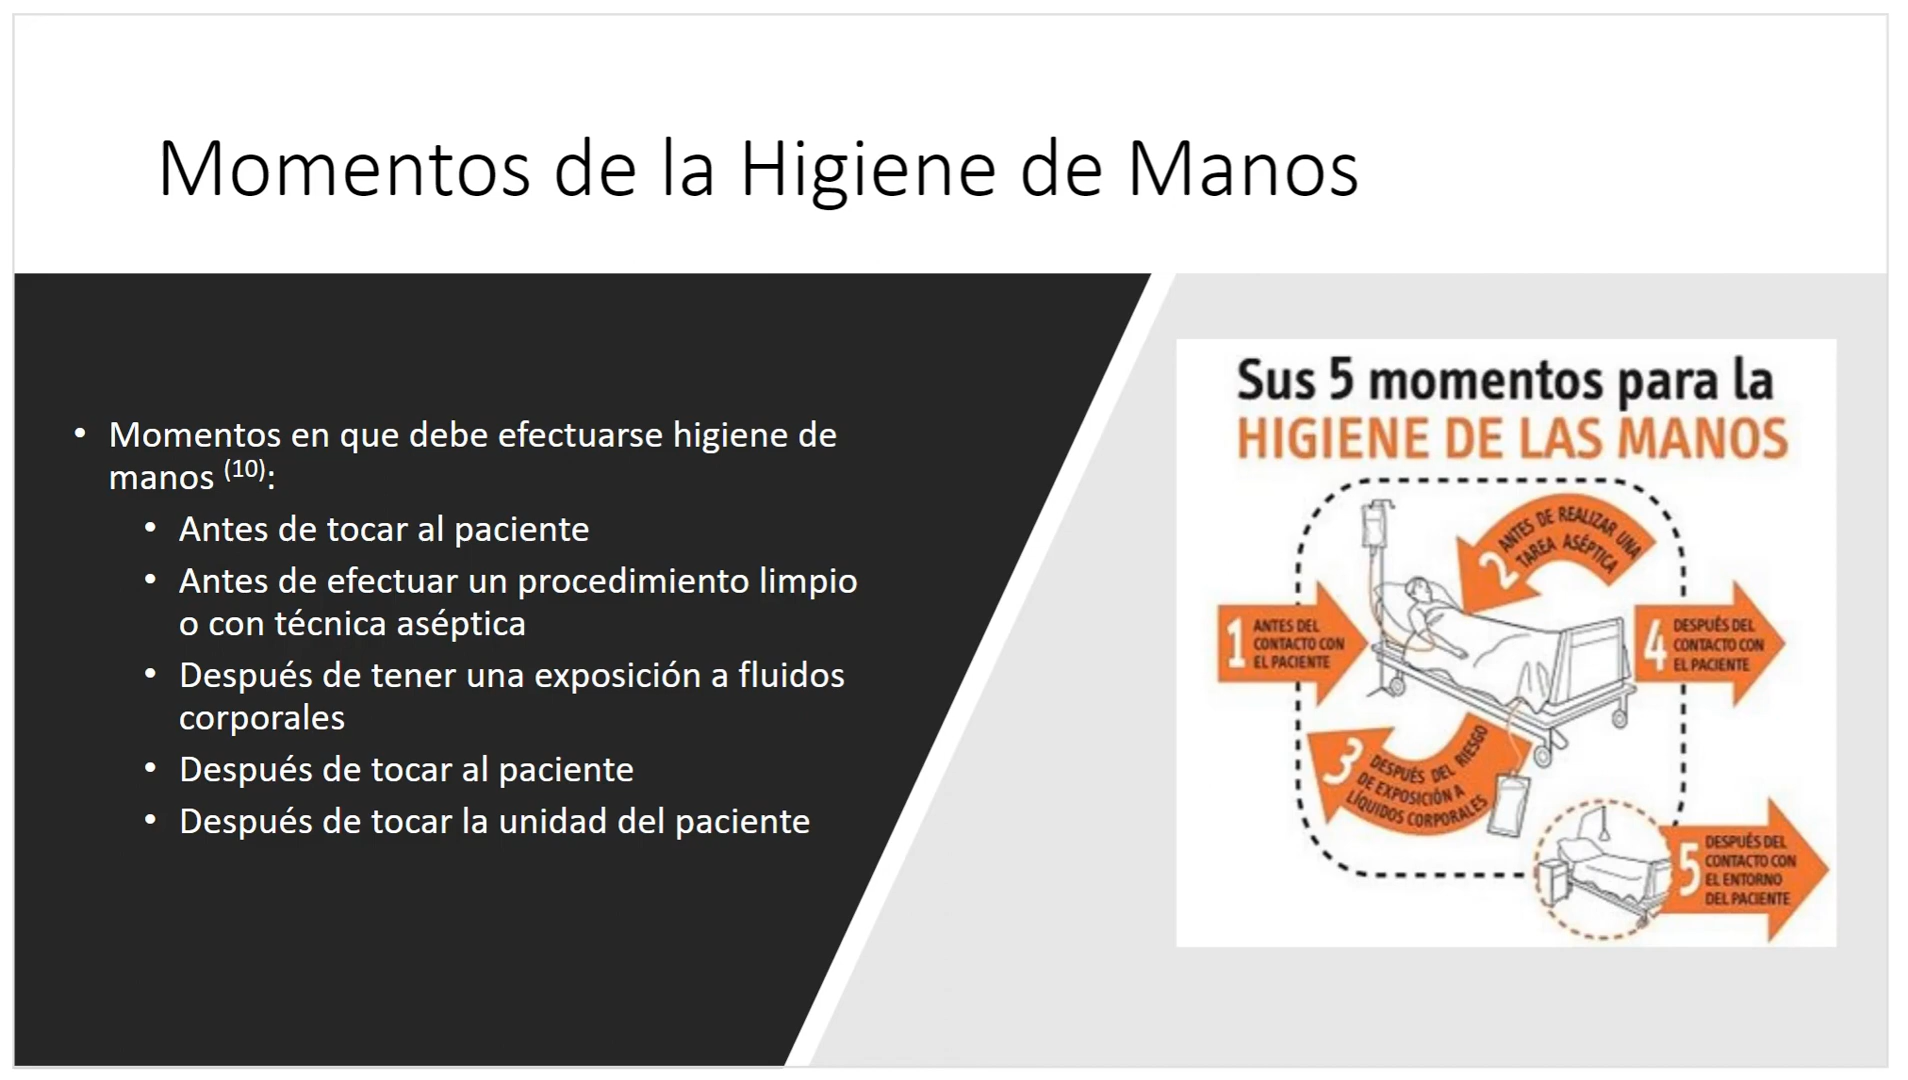 Momentos de la Higiene de Manos
• Momentos en que debe efectuarse higiene de
manos (10):
• Antes de tocar al paciente
• Antes de efectuar un procedimiento limpio
o con técnica aséptica
• Después de tener una exposición a fluidos
corporales
• Después de tocar al paciente
• Después de tocar la unidad del paciente
Sus 5 momentos para la
HIGIENE DE LAS MANOS
1
ANTES DEL
CONTACTO CON
EL PACIENTE
2
ANTES DE REALIZAR UNA
TAREA ASÉPTICA
3
DESPUÉS DEL RIESGO
DE EXPOSICIÓN A
LÍQUIDOS CORPORALES
4
DESPUÉS DEL
CONTACTO CON
EL PACIENTE
5
DESPUÉS DEL
CONTACTO CON
EL ENTORNO
DEL PACIENTE